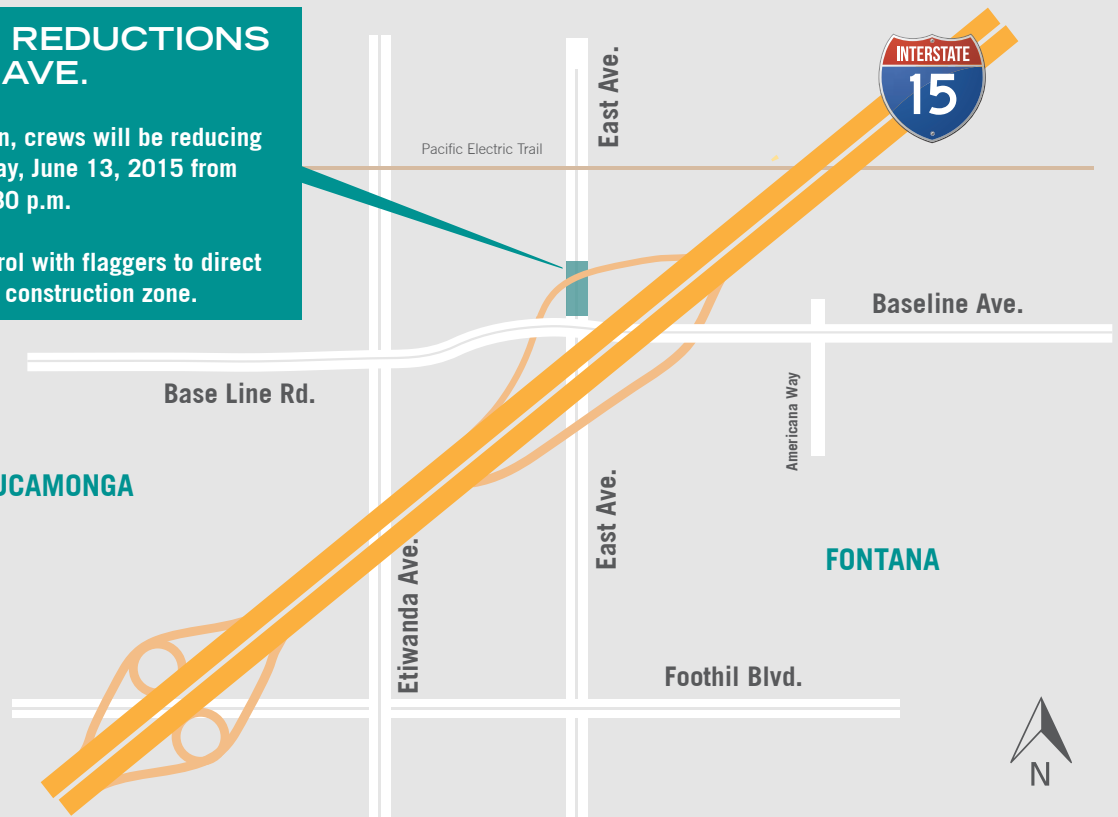 REDUCTIONS
AVE.
n, crews will be reducing
ay, June 13, 2015 from
30 p.m.
rol with flaggers to direct
construction zone.
East Ave.
INTERSTATE
15
Pacific Electric Trail
Baseline Ave.
Base Line Rd.
Americana Way
UCAMONGA
East Ave.
FONTANA
Etiwanda Ave.
Foothil Blvd.
N